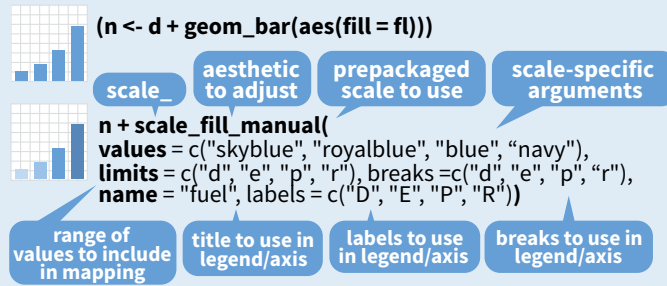 (n <- d + geom_bar(aes(fill = fl)))
scale_
aesthetic
to adjust
prepackaged
scale to use
scale-specific
arguments
n + scale_fill_manual(
values = c("skyblue", "royalblue", "blue", “navy"),
limits = c("d", "e", "p", "r"), breaks =c("d", "e", "p", “r"),
name = "fuel", labels = c("D", "E", "P", "R"))
range of
values to include
in mapping
title to use in
legend/axis
labels to use
in legend/axis
breaks to use in
legend/axis